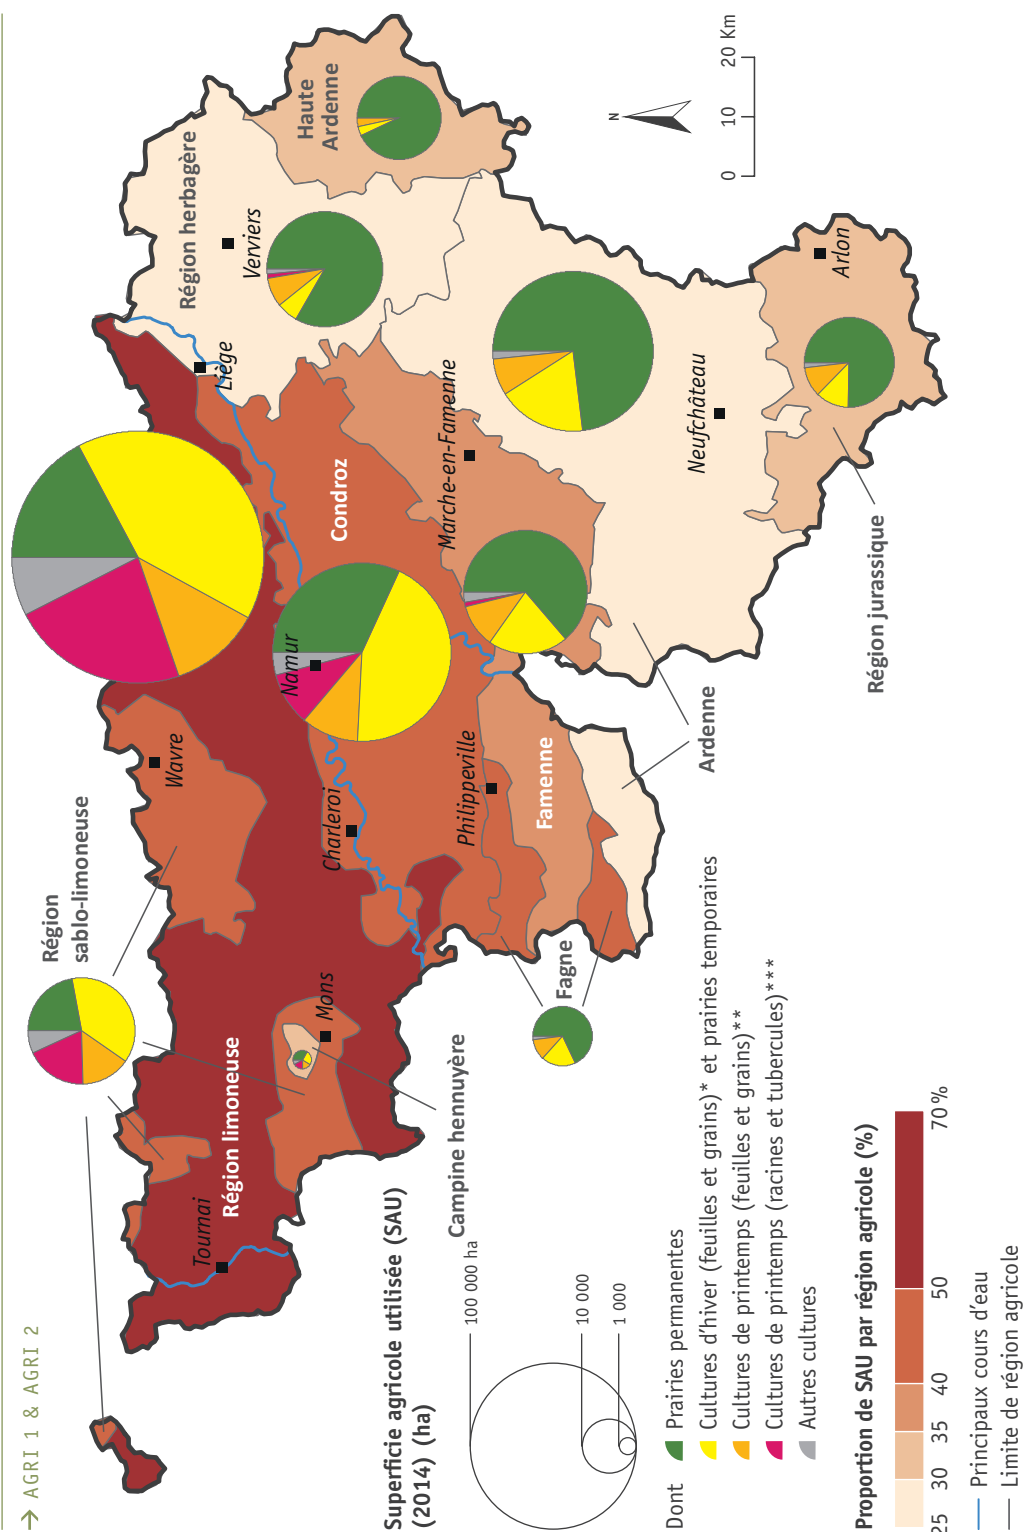 → AGRI 1 & AGRI 2
Région
sablo-limoneuse
Wavre
Région herbagère
Haute
Ardenne
Verviers
Liège
Tournai
Région limoneuse
Mons
Charleroi
Namur
Condroz
Marche-en-Famenne
Philippeville
Famenne
Fagne
Campine hennuyère
Ardenne
Neufchâteau
Arlon
Région jurassique
N
0 10 20 Km
Superficie agricole utilisée (SAU)
(2014) (ha)
100 000 ha
10 000
1 000
Dont Prairies permanentes
Cultures d'hiver (feuilles et grains)* et prairies temporaires
Cultures de printemps (feuilles et grains)**
Cultures de printemps (racines et tubercules)***
Autres cultures
Proportion de SAU par région agricole (%)
25 30 35 40 50 70%
Principaux cours d'eau
Limite de région agricole